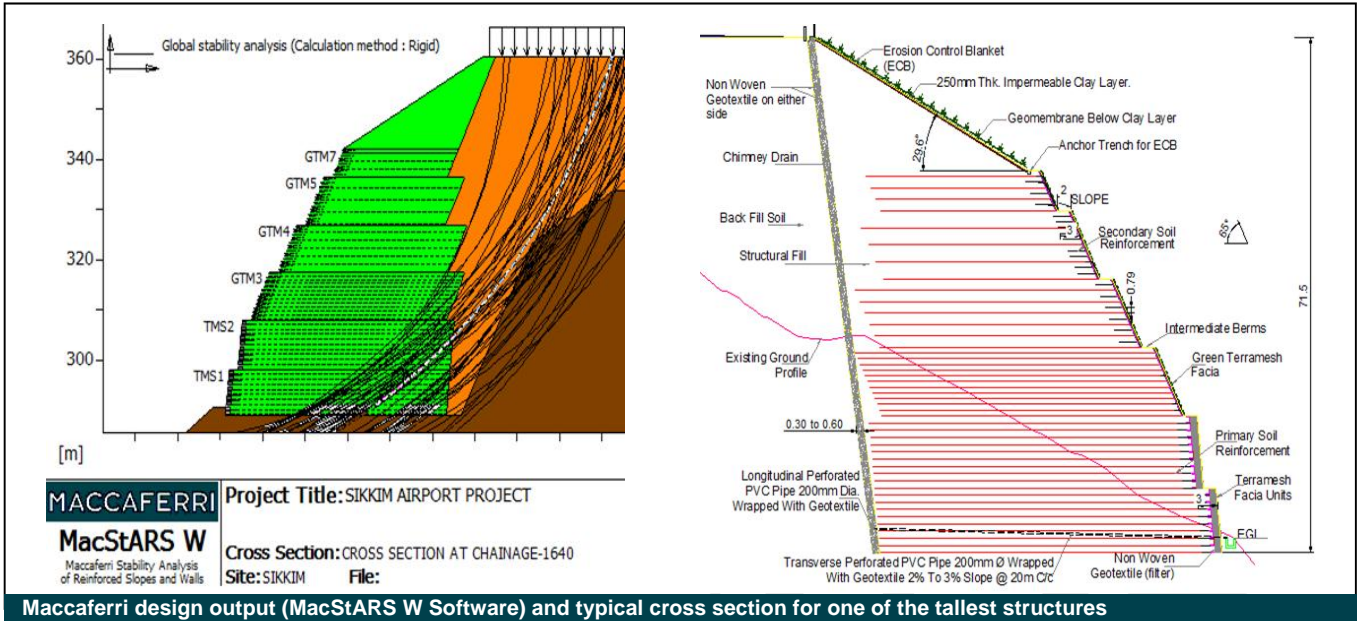 Global stability analysis (Calculation method : Rigid)
360
340
320
300
[m]
GTM7
GTM5
GTM4
GTM3
TMS2
TMS1
MACCAFERRI
MacStARS W
Maccaferri Stability Analysis
of Reinforced Slopes and Walls
Project Title: SIKKIM AIRPORT PROJECT
Cross Section: CROSS SECTION AT CHAINAGE-1640
Site: SIKKIM File:
Erosion Control Blanket
(ECB)
250mm Thk. Impermeable Clay Layer.
Geomembrane Below Clay Layer
Anchor Trench for ECB
Non Woven
Geotextile on either
side
29.6°
Chimney Drain
2
SLOPE
3
65°
Back Fill Soil
Secondary Soil
Reinforcement
Structural Fill
0.79
71.5
Intermediate Berms
Existing Ground
Profile
Green Terramesh
Facia
0.30 to 0.60
Primary Soil
Reinforcement
Longitudinal Perforated
PVC Pipe 200mm Dia.
Wrapped With Geotextile
3
Terramesh
Facia Units
EGL
Transverse Perforated PVC Pipe 200mm Ø Wrapped
With Geotextile 2% To 3% Slope @ 20m C/c
Non Woven
Geotextile (filter)
Maccaferri design output (MacStARS W Software) and typical cross section for one of the tallest structures